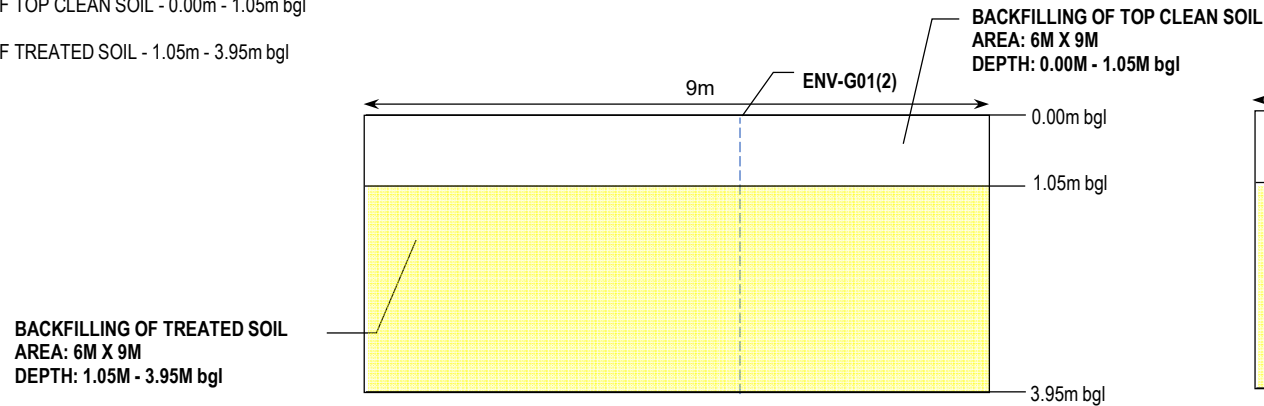 F TOP CLEAN SOIL - 0.00m - 1.05m bgl
F TREATED SOIL - 1.05m - 3.95m bgl
BACKFILLING OF TOP CLEAN SOIL
AREA: 6M X 9M
DEPTH: 0.00M - 1.05M bgl
9m
ENV-G01(2)
0.00m bgl
1.05m bgl
BACKFILLING OF TREATED SOIL
AREA: 6M X 9M
DEPTH: 1.05M - 3.95M bgl
3.95m bgl